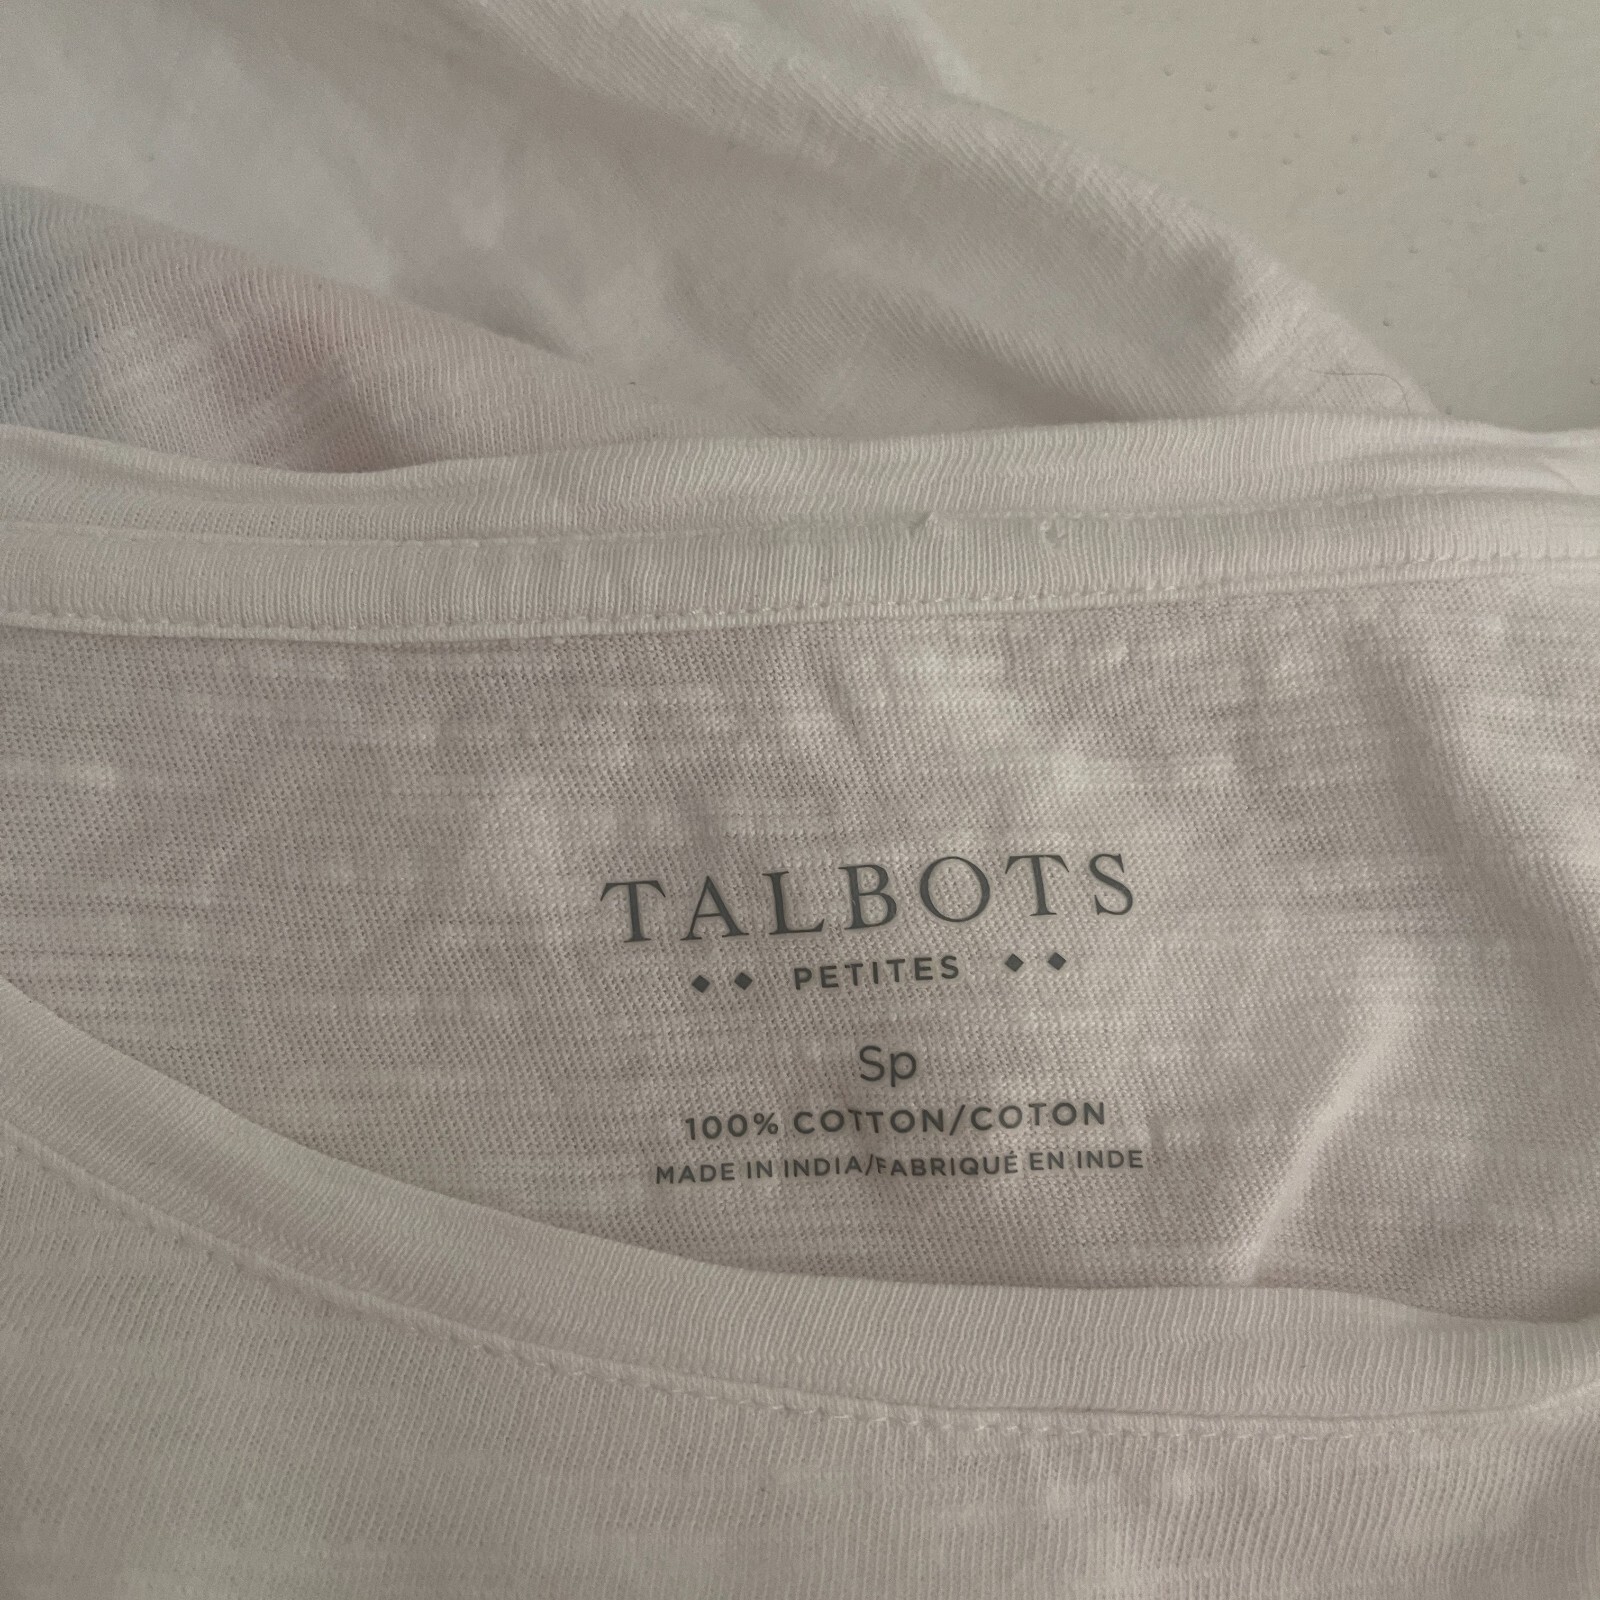 TALBOTS
PETITES
Sp
100% COTTON/COTON
MADE IN INDIA/FABRIQUÉ EN INDE